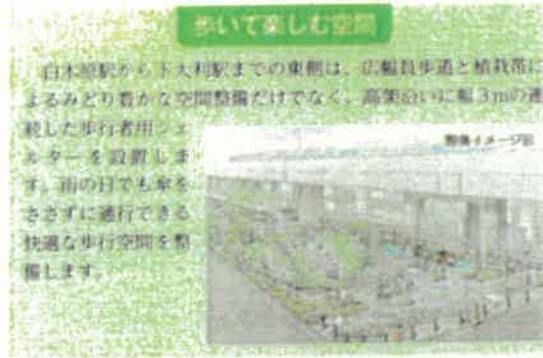 歩いて楽しむ空間
白木原駅から下大利駅までの東側は、広幅員歩道と植栽帯に
よるみどり豊かな空間整備だけでなく、高架沿いに幅3mの連
続した歩行者用シェ
ルターを設置しま
す。雨の日でも傘を
ささずに通行できる
快適な歩行空間を整
備します。
整備イメージ図